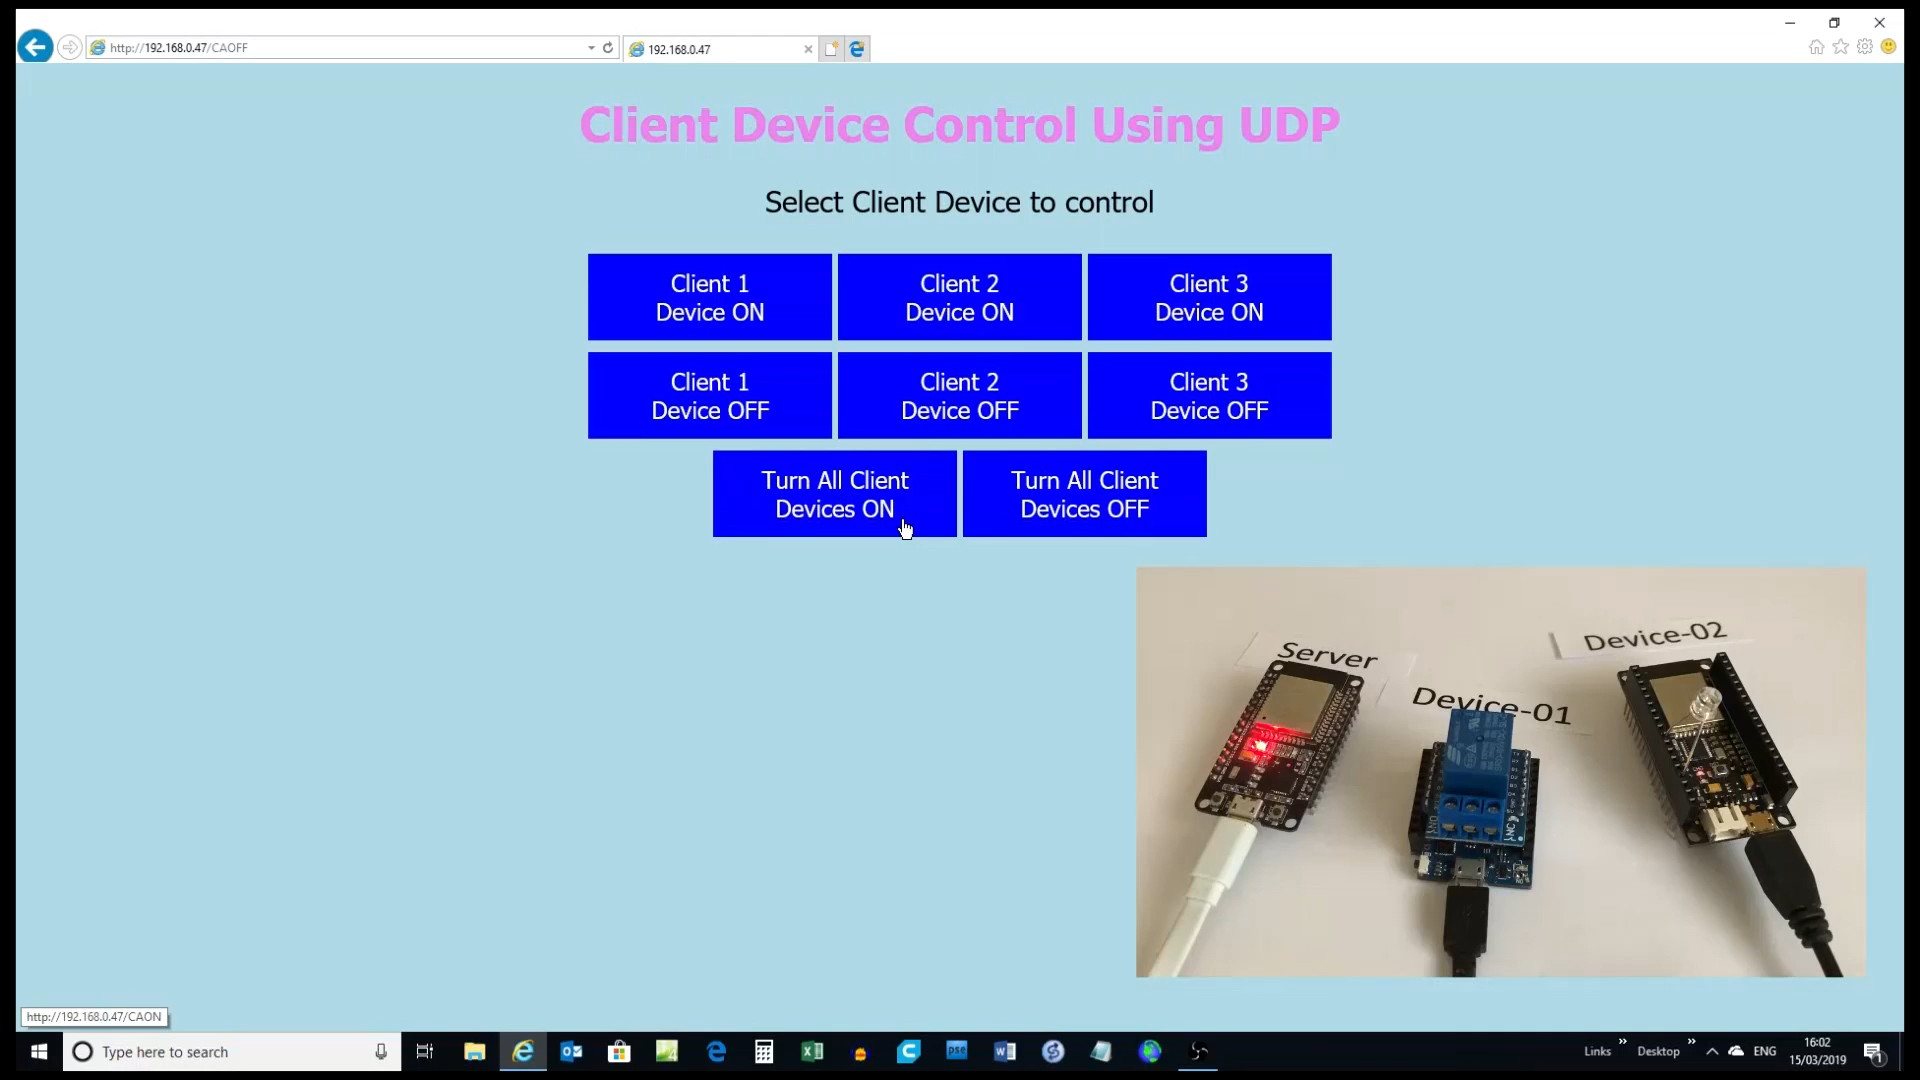 http://192.168.0.47/CAOFF
192.168.0.47
Client Device Control Using UDP
Select Client Device to control
Client 1
Device ON
Client 2
Device ON
Client 3
Device ON
Client 1
Device OFF
Client 2
Device OFF
Client 3
Device OFF
Turn All Client
Devices ON
Turn All Client
Devices OFF
Server
Device-01
Device-02
NO
NC
http://192.168.0.47/CAON
Type here to search
pse
Links
Desktop
ENG
16:02
15/03/2019
1